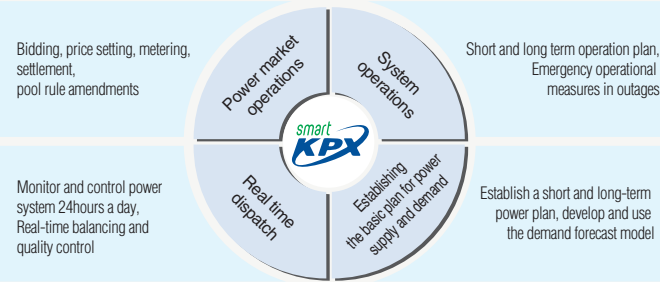 Bidding, price setting, metering,
settlement,
pool rule amendments
Power market
operations
System
operations
Short and long term operation plan,
Emergency operational
measures in outages
smart
KPX
Monitor and control power
system 24hours a day,
Real-time balancing and
quality control
Real time
dispatch
Establishing
the basic plan for power
supply and demand
Establish a short and long-term
power plan, develop and use
the demand forecast model